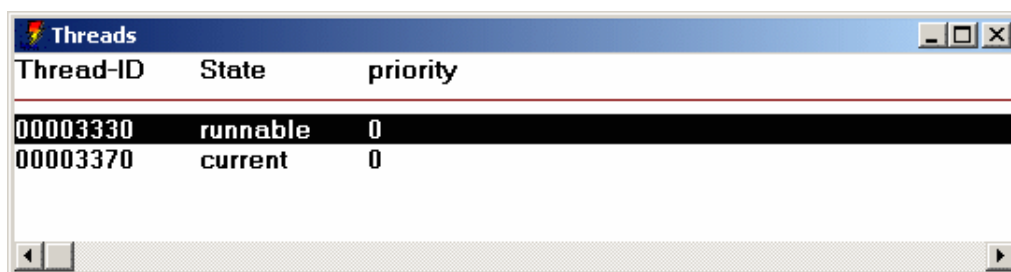 Threads
Thread-ID State priority
00003330 runnable 0
00003370 current 0